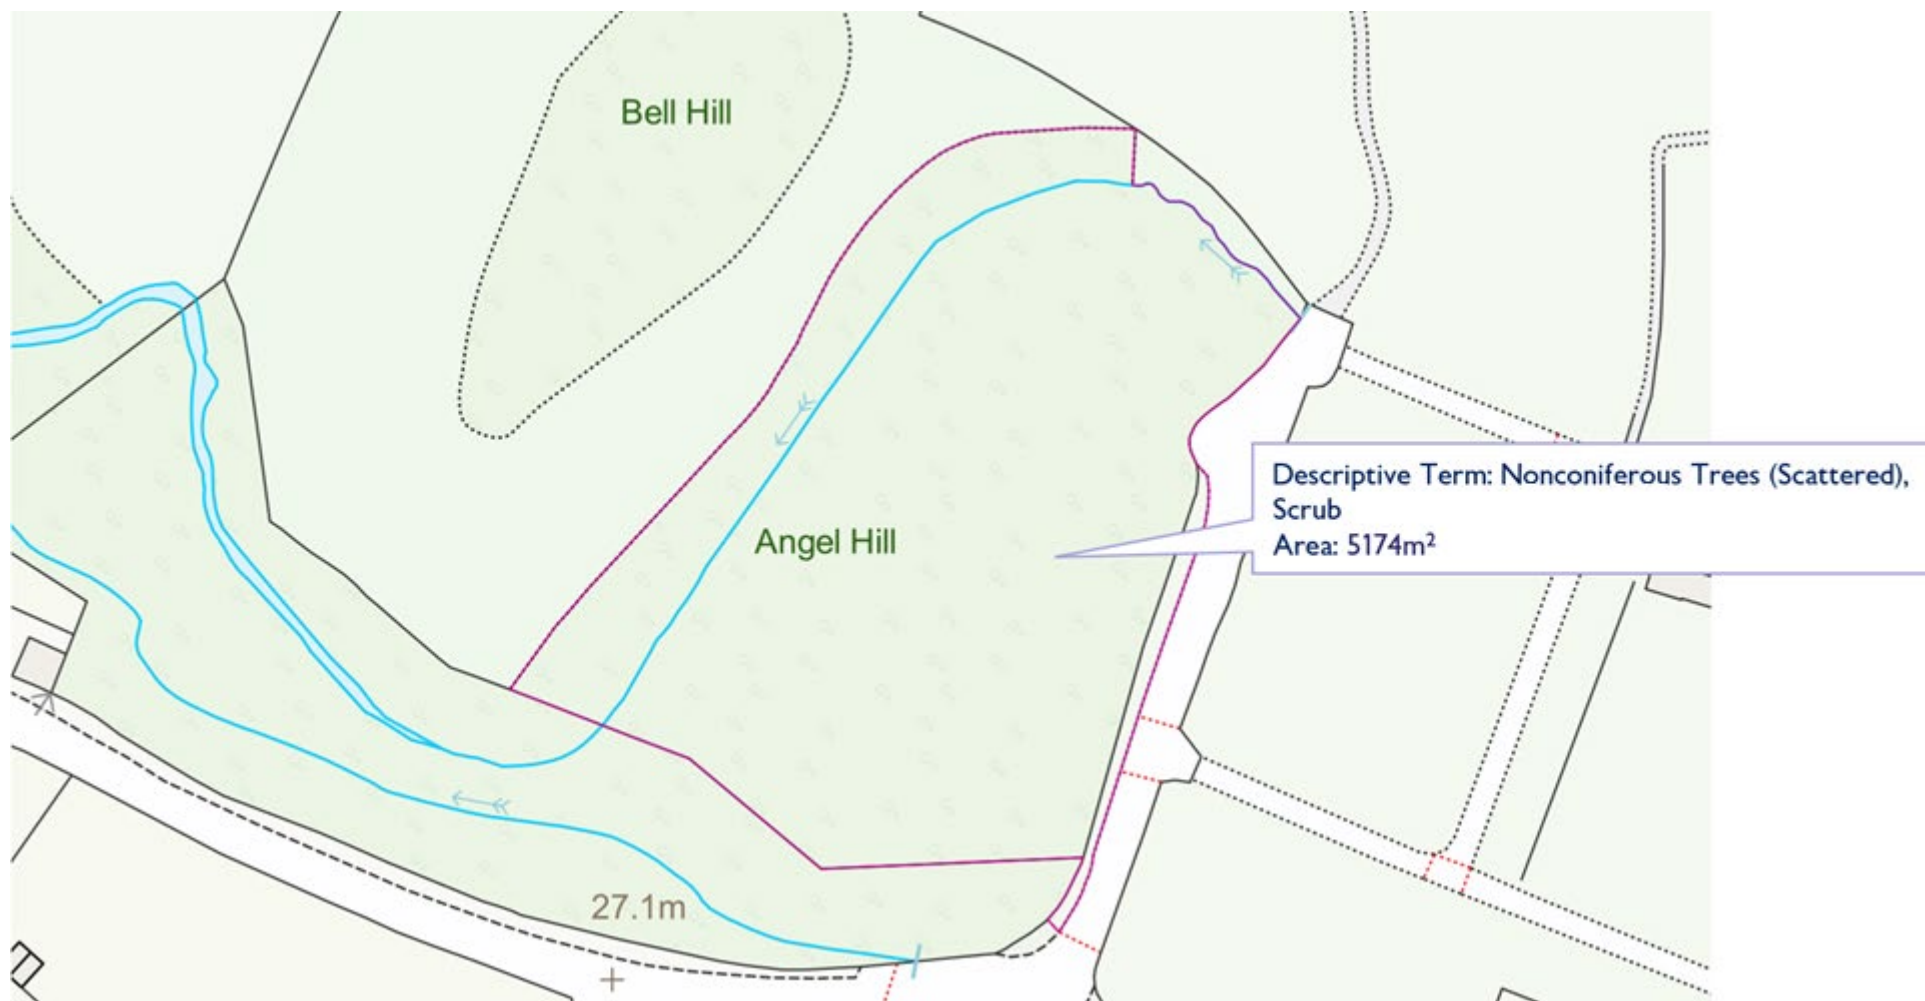 Bell Hill
Descriptive Term: Nonconiferous Trees (Scattered),
Scrub
Area: 5174m²
Angel Hill
27.1m